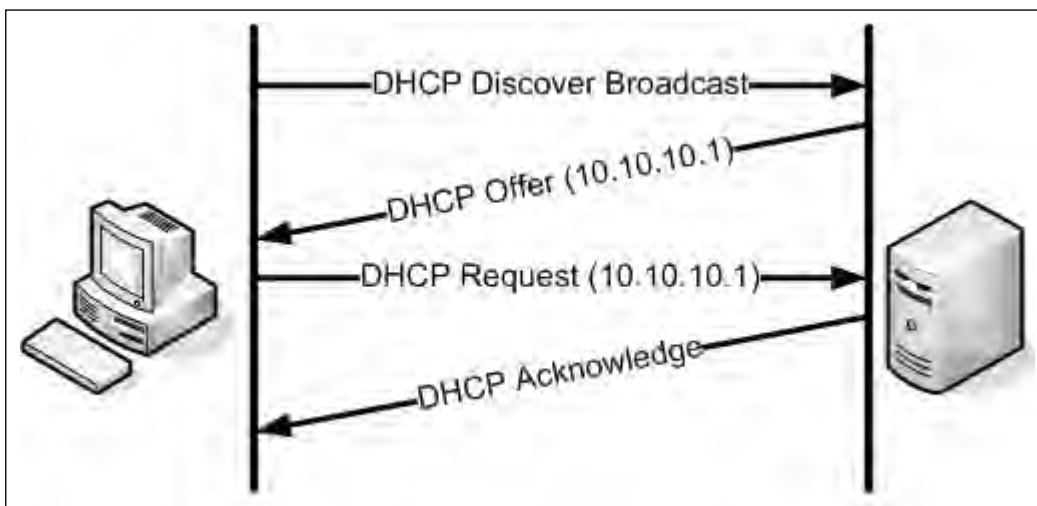 DHCP Discover Broadcast
DHCP Offer (10.10.10.1)
DHCP Request (10.10.10.1)
DHCP Acknowledge